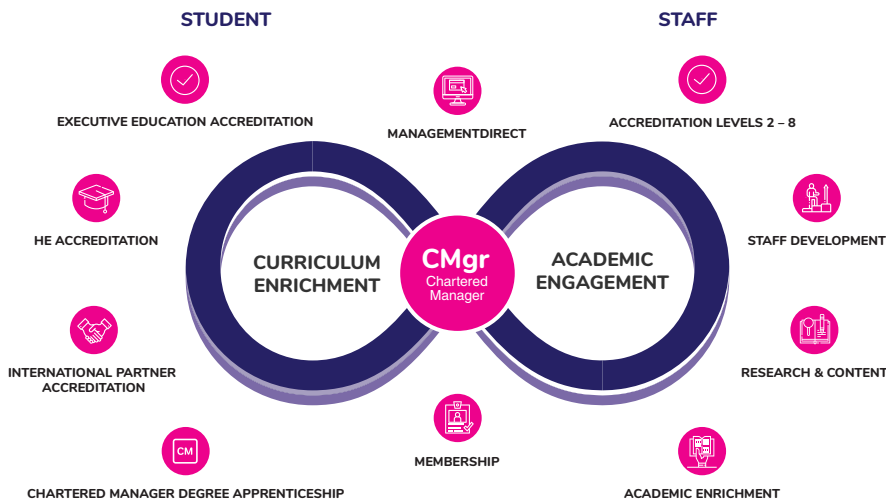 STUDENT
STAFF
EXECUTIVE EDUCATION ACCREDITATION
MANAGEMENTDIRECT
ACCREDITATION LEVELS 2 – 8
HE ACCREDITATION
STAFF DEVELOPMENT
CURRICULUM
ENRICHMENT
CMgr
Chartered
Manager
ACADEMIC
ENGAGEMENT
INTERNATIONAL PARTNER
ACCREDITATION
RESEARCH & CONTENT
CM
CHARTERED MANAGER DEGREE APPRENTICESHIP
MEMBERSHIP
ACADEMIC ENRICHMENT